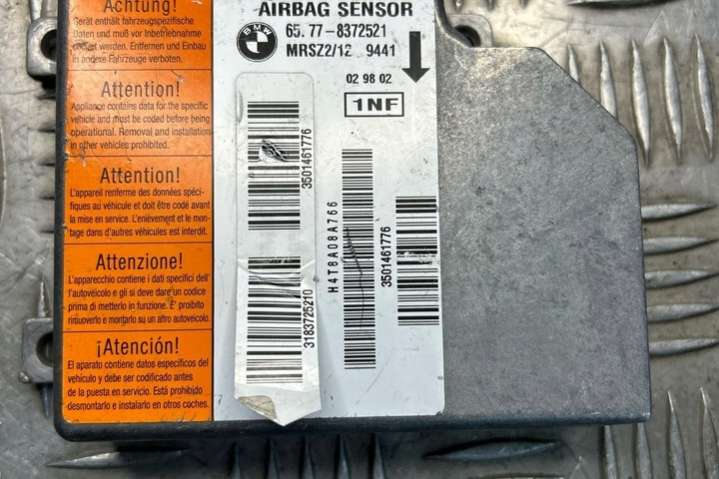 Achtung!
Gerät enthält fahrzeugspezifische
Daten und muß vor Inbetriebnahme
codiert werden. Entfernen und Einbau
in andere Fahrzeuge verboten.
Attention!
Appliance contains data for the specific
vehicle and must be coded before being
operational. Removal and installation
in other vehicles prohibited.
Attention!
L'appareil renferme des données spéci-
fiques au véhicule et doit être codé avant
la mise en service. L'enièvement et le mon-
tage dans d'autres véhicules est interdit.
Attenzione!
L'apparecchio contiene i dati specifici dell'
l'autoveicolo e gli si deve dare un codice
prima di metterlo in funzione. E' proibito
rimuoverlo e montarlo su un altro autoveicolo.
¡Atención!
El aparato contiene datos específicos del
vehículo y debe ser codificado antes
de la puesta en servicio. Está prohibido
desmontarlo e instalarlo en otros coches.
AIRBAG SENSOR
BMW
65.77-8372521
MRSZ2/12 9441
02 98 02
1NF
3501461776
3183725210
H4T8A08A766
3501461776